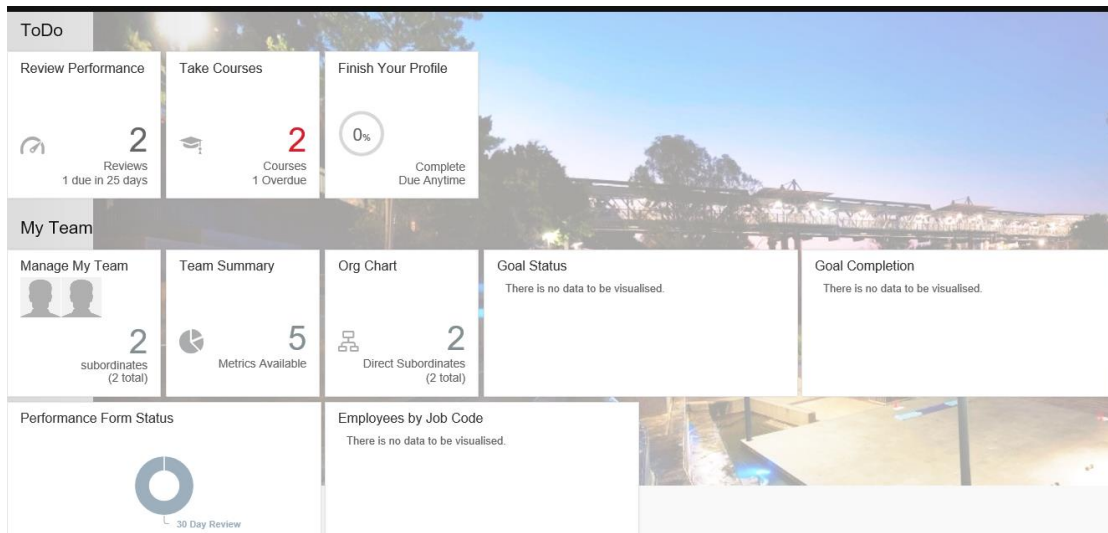 ToDo
Review Performance
2
Reviews
1 due in 25 days
Take Courses
2
Courses
1 Overdue
Finish Your Profile
0%
Complete
Due Anytime
My Team
Manage My Team
2
subordinates
(2 total)
Team Summary
5
Metrics Available
Org Chart
2
Direct Subordinates
(2 total)
Goal Status
There is no data to be visualised.
Goal Completion
There is no data to be visualised.
Performance Form Status
30 Day Review
Employees by Job Code
There is no data to be visualised.